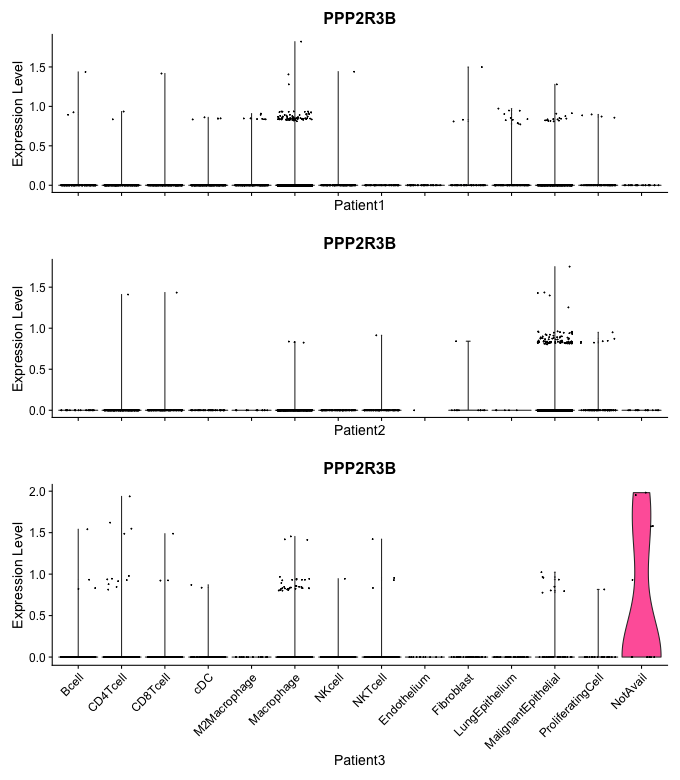 PPP2R3B
Expression Level
1.5
1.0
0.5
0.0
Patient1
PPP2R3B
Expression Level
1.5
1.0
0.5
0.0
Patient2
PPP2R3B
Expression Level
2.0
1.5
1.0
0.5
0.0
Bcell
CD4Tcell
CD8Tcell
cDC
M2Macrophage
Macrophage
NKcell
NKTcell
Endothelium
Fibroblast
LungEpithelium
MalignantEpithelial
ProliferatingCell
NotAvail
Patient3